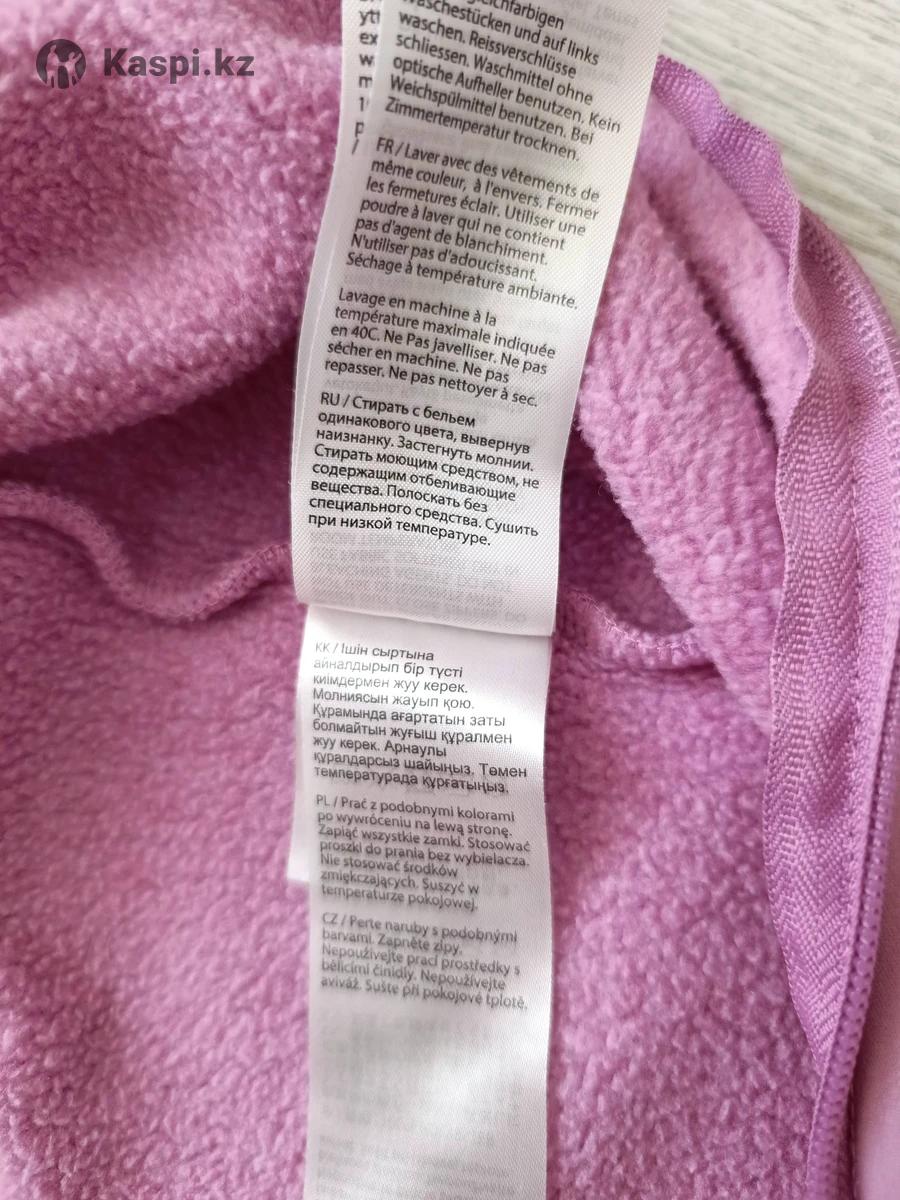 Kaspi.kz
gleichfarbigen
Wäschestücken und auf links
waschen. Reissverschlüsse
schliessen. Waschmittel ohne
optische Aufheller benutzen. Kein
Weichspülmittel benutzen. Bei
Zimmertemperatur trocknen.
FR / Laver avec des vêtements de
même couleur, à l'envers. Fermer
les fermetures éclair. Utiliser une
poudre à laver qui ne contient
pas d'agent de blanchiment.
N'utiliser pas d'adoucissant.
Séchage à température ambiante.
Lavage en machine à la
température maximale indiquée
en 40C. Ne Pas javelliser. Ne pas
sécher en machine. Ne pas
repasser. Ne pas nettoyer à sec.
RU / Стирать с бельем
одинакового цвета, вывернув
наизнанку. Застегнуть молнии.
Стирать моющим средством, не
содержащим отбеливающие
вещества. Полоскать без
специального средства. Сушить
при низкой температуре.
KK / Ішін сыртына
айналдырып бір түсті
киімдермен жуу керек.
Молниясын жауып қою.
Құрамында ағартатын заты
болмайтын жуғыш құралмен
жуу керек. Арнаулы
құралдарсыз шайыңыз. Төмен
температурада құрғатыңыз.
PL / Prać z podobnymi kolorami
po wywróceniu na lewą stronę.
Zapiąć wszystkie zamki. Stosować
proszki do prania bez wybielacza.
Nie stosować środków
zmiękczających. Suszyć w
temperaturze pokojowej.
CZ / Perte naruby s podobnými
barvami. Zapněte zipy.
Nepoužívejte prací prostředky s
bělícími činidly. Nepoužívejte
aviváž. Sušte při pokojové tplotě.